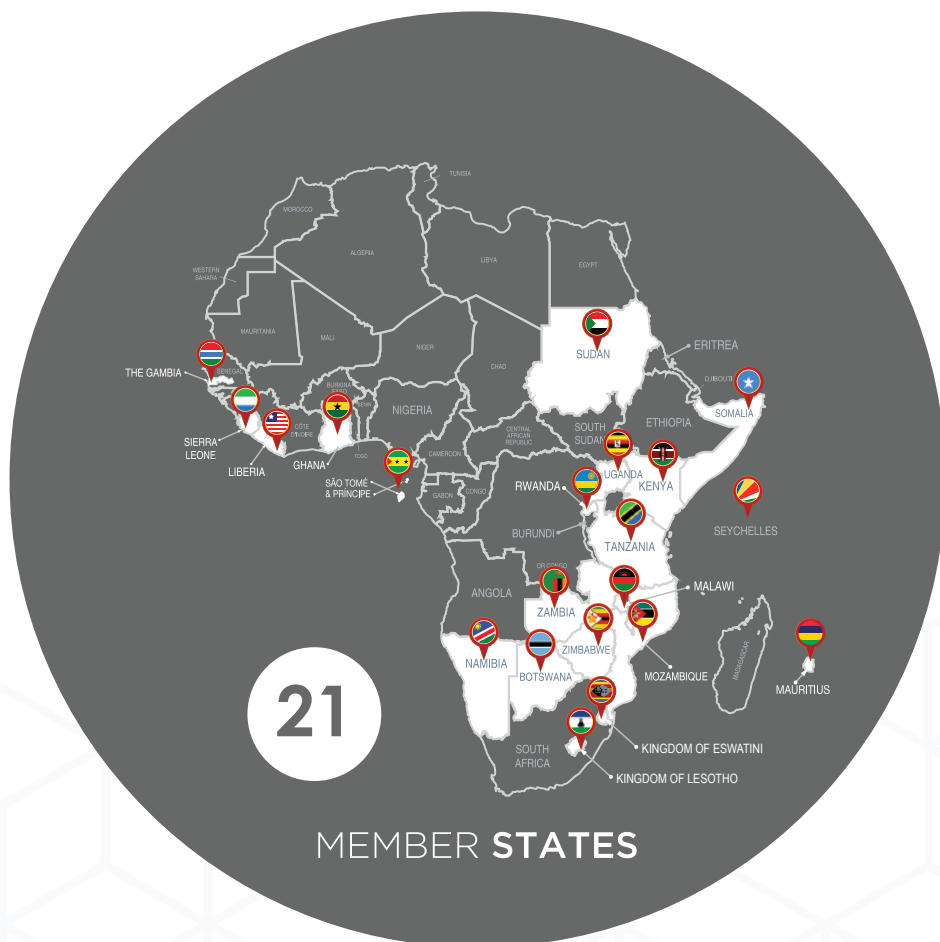 TUNISIA
MOROCCO
ALGERIA
LIBYA
EGYPT
WESTERN
SAHARA
MAURITANIA
MALI
NIGER
CHAD
SUDAN
ERITREA
THE GAMBIA
SENEGAL
DJIBOUTI
BURKINA
FASO
BENIN
NIGERIA
SOMALIA
ETHIOPIA
CÔTE
D'IVOIRE
SOUTH
SUDAN
CENTRAL
AFRICAN
REPUBLIC
SIERRA
LEONE
LIBERIA
GHANA
TOGO
CAMEROON
UGANDA
KENYA
SÃO TOMÉ
& PRÍNCIPE
GABON
CONGO
RWANDA
BURUNDI
TANZANIA
SEYCHELLES
DR CONGO
ANGOLA
ZAMBIA
MALAWI
NAMIBIA
BOTSWANA
ZIMBABWE
MOZAMBIQUE
MADAGASCAR
MAURITIUS
21
SOUTH
AFRICA
KINGDOM OF ESWATINI
KINGDOM OF LESOTHO
MEMBER STATES